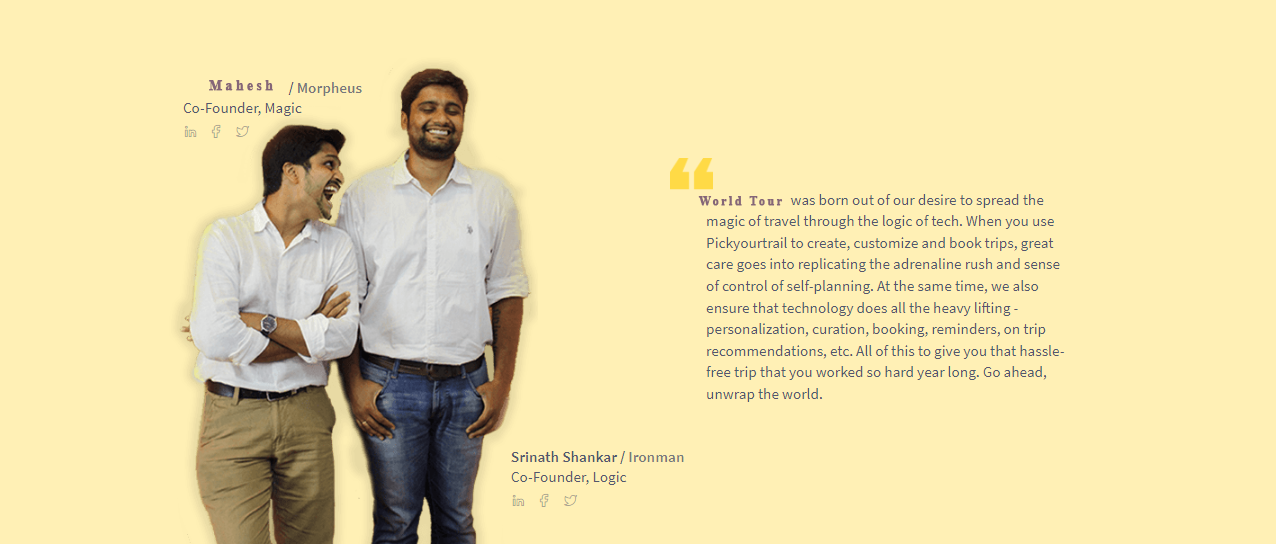 Mahesh / Morpheus
Co-Founder, Magic
“
World Tour was born out of our desire to spread the
magic of travel through the logic of tech. When you use
Pickyourtrail to create, customize and book trips, great
care goes into replicating the adrenaline rush and sense
of control of self-planning. At the same time, we also
ensure that technology does all the heavy lifting -
personalization, curation, booking, reminders, on trip
recommendations, etc. All of this to give you that hassle-
free trip that you worked so hard year long. Go ahead,
unwrap the world.
Srinath Shankar / Ironman
Co-Founder, Logic